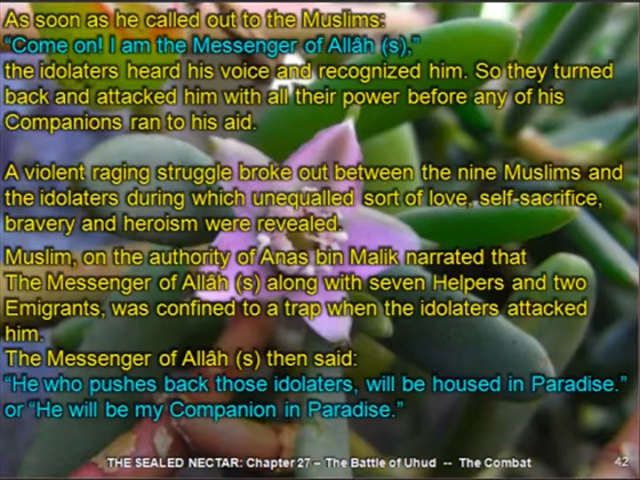 As soon as he called out to the Muslims:
“Come on! I am the Messenger of Allâh (s),”
the idolaters heard his voice and recognized him. So they turned
back and attacked him with all their power before any of his
Companions ran to his aid.
A violent raging struggle broke out between the nine Muslims and
the idolaters during which unequalled sort of love, self-sacrifice,
bravery and heroism were revealed.
Muslim, on the authority of Anas bin Malik narrated that
The Messenger of Allâh (s) along with seven Helpers and two
Emigrants, was confined to a trap when the idolaters attacked
him.
The Messenger of Allâh (s) then said:
“He who pushes back those idolaters, will be housed in Paradise.”
or “He will be my Companion in Paradise.”
THE SEALED NECTAR: Chapter 27 – The Battle of Uhud -- The Combat
42